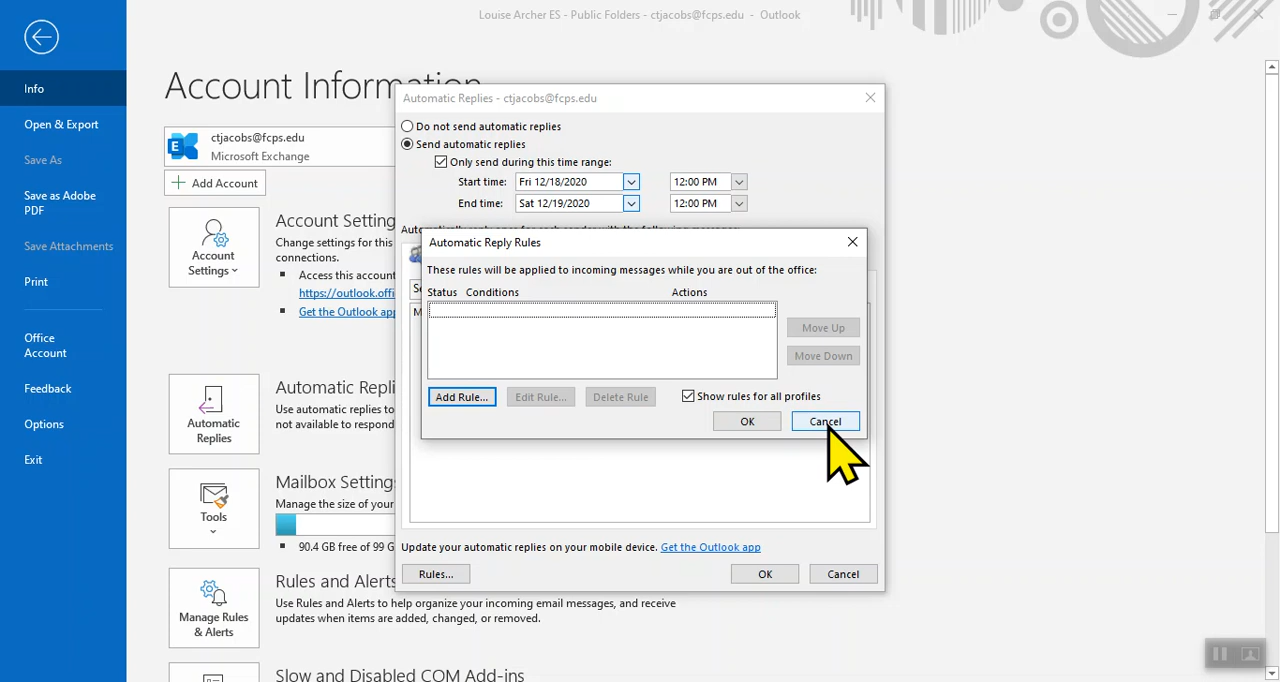 Louise Archer ES - Public Folders - ctjacobs@fcps.edu - Outlook
Info
Open & Export
Save As
Save as Adobe
PDF
Save Attachments
Print
Office
Account
Feedback
Options
Exit
Account Information
ctjacobs@fcps.edu
Microsoft Exchange
Add Account
Account
Settings
Account Setting
Change settings for this
connections.
Access this account
https://outlook.offi
Get the Outlook app
Automatic
Replies
Automatic Repli
Use automatic replies to
not available to respond
Tools
Mailbox Setting
Manage the size of your
90.4 GB free of 99 G
Manage Rules
& Alerts
Rules and Alerts
Use Rules and Alerts to help organize your incoming email messages, and receive
updates when items are added, changed, or removed.
Slow and Disabled COM Add-ins
Automatic Replies - ctjacobs@fcps.edu
Do not send automatic replies
Send automatic replies
Only send during this time range:
Start time: Fri 12/18/2020 12:00 PM
End time: Sat 12/19/2020 12:00 PM
Automatic Reply Rules
These rules will be applied to incoming messages while you are out of the office:
Status Conditions Actions
Move Up
Move Down
Add Rule... Edit Rule... Delete Rule Show rules for all profiles
OK Cancel
Update your automatic replies on your mobile device. Get the Outlook app
Rules... OK Cancel